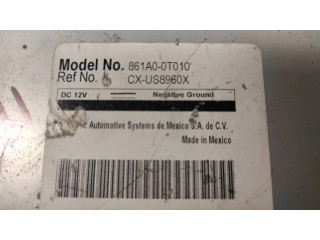 Model No. 861A0-0T010
Ref No. CX-US8960X
DC 12V Negative Ground
Automotive Systems de Mexico S.A. de C.V.
Made in Mexico